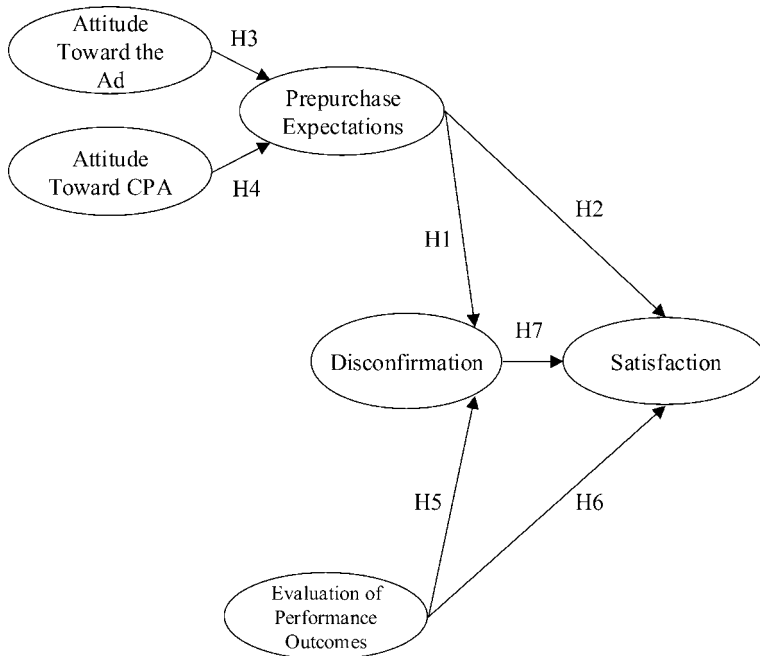 Attitude
Toward the
Ad
H3
Prepurchase
Expectations
Attitude
Toward CPA
H4
H2
H1
H7
Disconfirmation
Satisfaction
H5
H6
Evaluation of
Performance
Outcomes